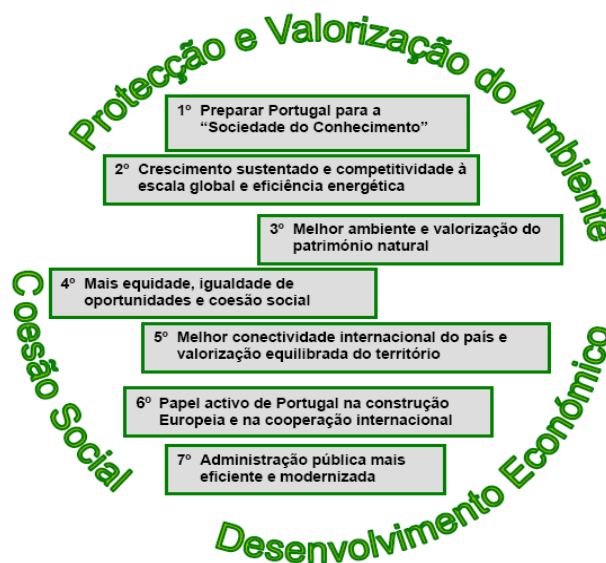 Protecção e Valorização do Ambiente
1º Preparar Portugal para a
“Sociedade do Conhecimento”
2º Crescimento sustentado e competitividade à
escala global e eficiência energética
3º Melhor ambiente e valorização do
património natural
4º Mais equidade, igualdade de
oportunidades e coesão social
5º Melhor conectividade internacional do país e
valorização equilibrada do território
6º Papel activo de Portugal na construção
Europeia e na cooperação internacional
7º Administração pública mais
eficiente e modernizada
Coesão Social
Desenvolvimento Económico